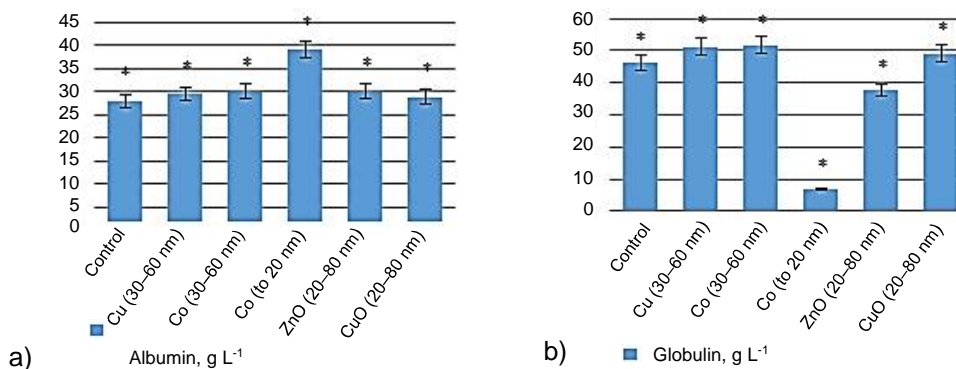 45
40
35
30
25
20
15
10
5
0
Control
Cu (30–60 nm)
Co (30–60 nm)
Co (to 20 nm)
ZnO (20–80 nm)
CuO (20–80 nm)
a)
Albumin, g L⁻¹
60
50
40
30
20
10
0
Control
Cu (30–60 nm)
Co (30–60 nm)
Co (to 20 nm)
ZnO (20–80 nm)
CuO (20–80 nm)
b)
Globulin, g L⁻¹